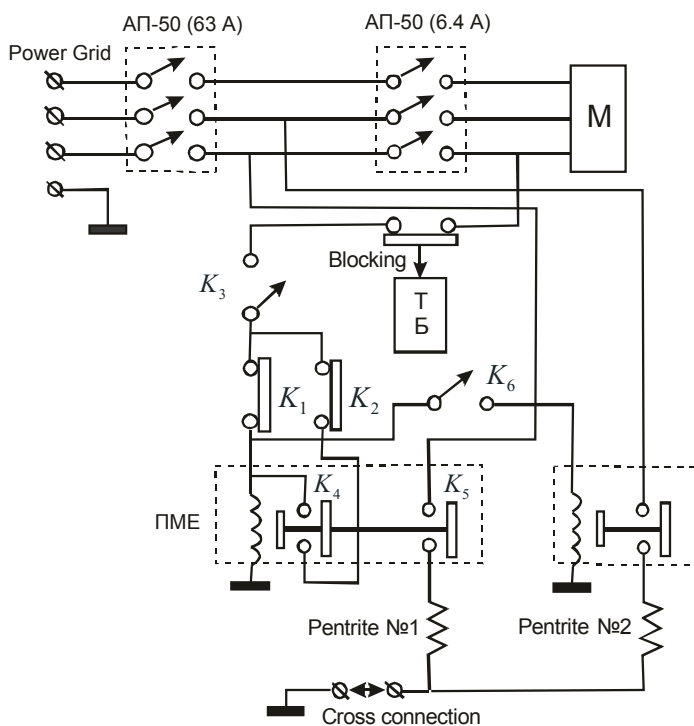 АП-50 (63 А)
АП-50 (6.4 А)
Power Grid
М
Blocking
Т
Б
K3
K1
K2
K6
K4
K5
ПМЕ
Pentrite №1
Pentrite №2
Cross connection